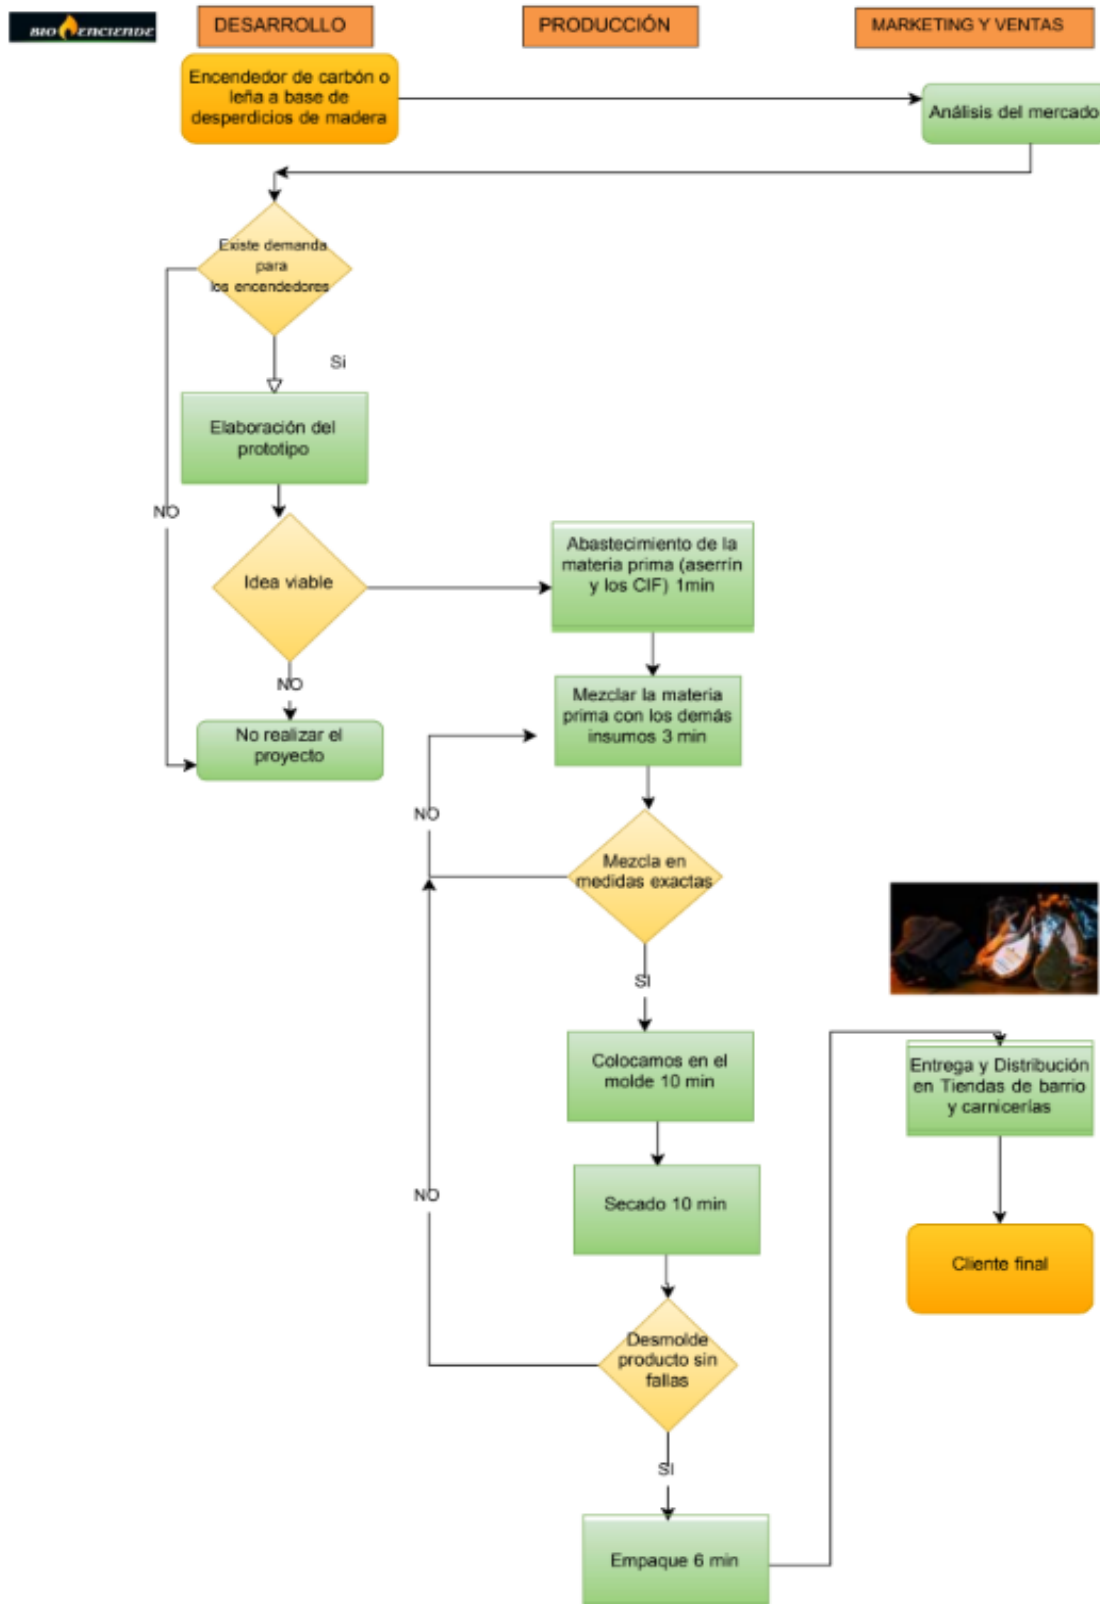 BIO ENCIENDE
DESARROLLO
PRODUCCIÓN
MARKETING Y VENTAS
Encendedor de carbón o
leña a base de
desperdicios de madera
Análisis del mercado
Existe demanda
para
los encendedores
Si
Elaboración del
prototipo
NO
Idea viable
Abastecimiento de la
materia prima (aserrín
y los CIF) 1min
NO
Mezclar la materia
prima con los demás
insumos 3 min
No realizar el
proyecto
NO
Mezcla en
medidas exactas
SI
Colocamos en el
molde 10 min
Entrega y Distribución
en Tiendas de barrio
y carnicerías
NO
Secado 10 min
Cliente final
Desmolde
producto sin
fallas
SI
Empaque 6 min